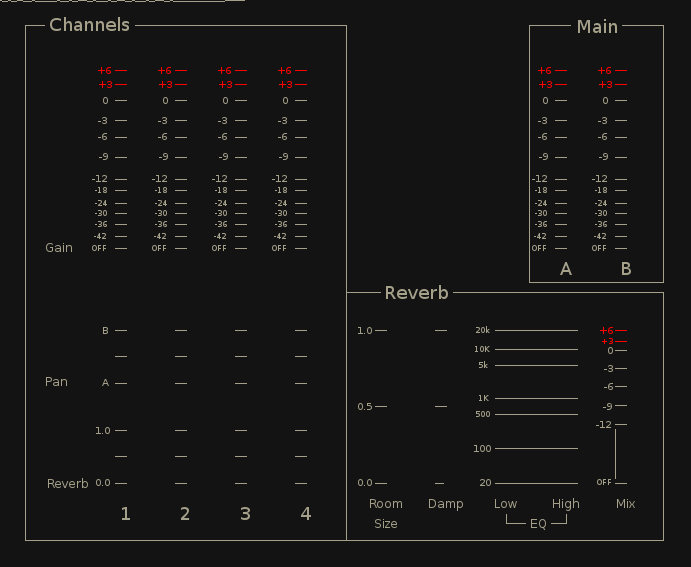 Channels Main
+6 +6 +6 +6 +6 +6
+3 +3 +3 +3 +3 +3
0 0 0 0 0 0
-3 -3 -3 -3 -3 -3
-6 -6 -6 -6 -6 -6
-9 -9 -9 -9 -9 -9
-12 -12 -12 -12 -12 -12
-18 -18 -18 -18 -18 -18
-24 -24 -24 -24 -24 -24
-30 -30 -30 -30 -30 -30
-36 -36 -36 -36 -36 -36
-42 -42 -42 -42 -42 -42
Gain OFF OFF OFF OFF OFF OFF
A B
Reverb
B 1.0 20k +6
+3
10K 0
5k -3
-6
Pan A
1K
0.5 -9
500
-12
1.0
100
Reverb 0.0 0.0 20 OFF
Room Damp Low High Mix
1 2 3 4
Size EQ